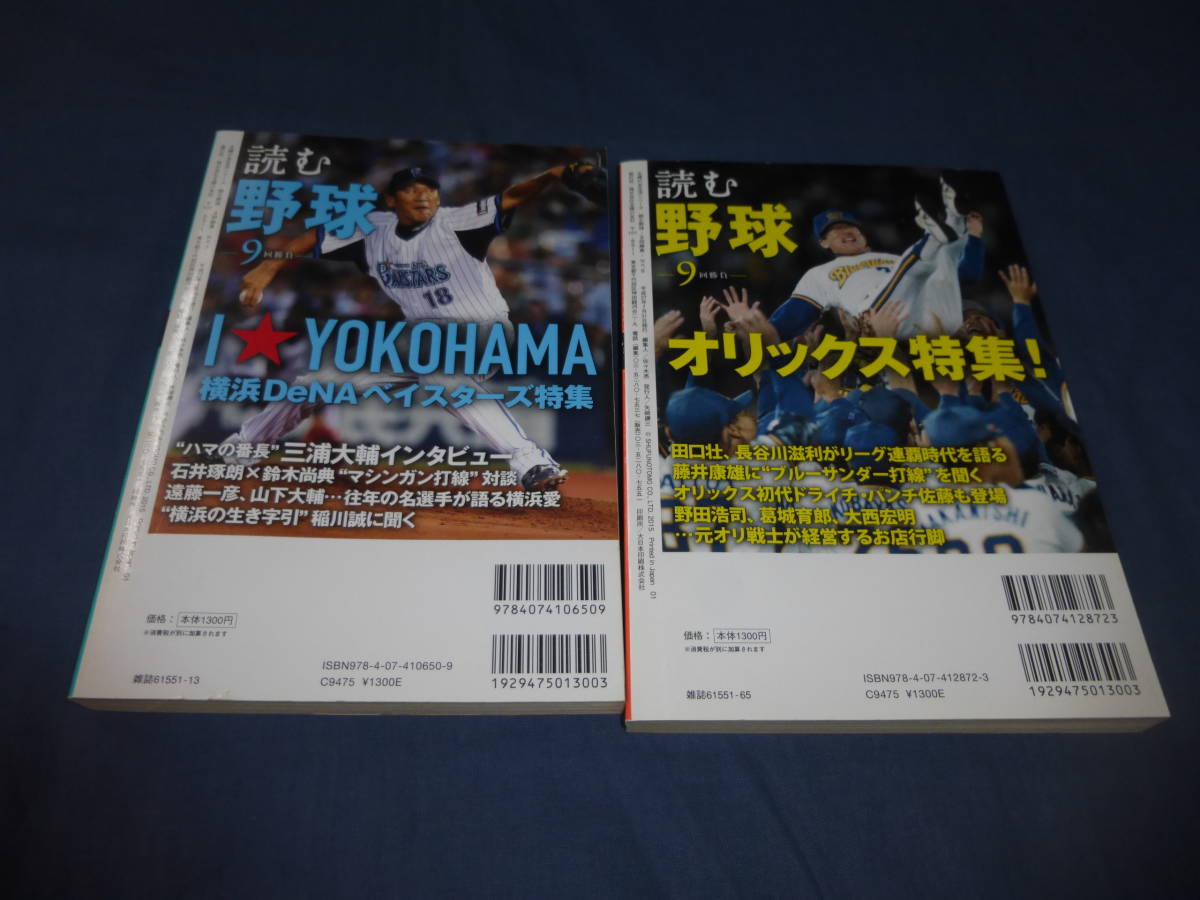 読む
野球
9回勝負
BAYSTARS
18
I★YOKOHAMA
横浜DeNAベイスターズ特集
“ハマの番長”三浦大輔インタビュー
石井琢朗×鈴木尚典“マシンガン打線”対談
遠藤一彦、山下大輔…往年の名選手が語る横浜愛
“横浜の生き字引”稲川誠に聞く
9784074106509
価格：本体1300円
※消費税が別に加算されます
ISBN978-4-07-410650-9
C9475 ¥1300E
1929475013003
雑誌61551-13
読む
野球
9回勝負
オリックス特集！
田口壮、長谷川滋利がリーグ連覇時代を語る
藤井康雄に“ブルーサンダー打線”を聞く
オリックス初代ドライチ・パンチ佐藤も登場
野田浩司、葛城育郎、大西宏明
…元オリ戦士が経営するお店行脚
© SHUFUNOTOMO CO., LTD. 2015 Printed in Japan 01
9784074128723
価格：本体1300円
※消費税が別に加算されます
ISBN978-4-07-412872-3
C9475 ¥1300E
1929475013003
雑誌61551-65